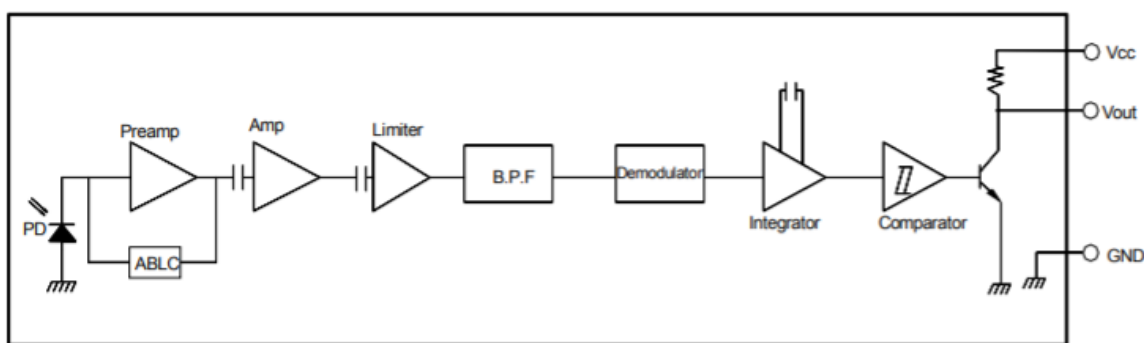 Vcc
Vout
GND
Preamp
Amp
Limiter
B.P.F
Demodulator
Integrator
Comparator
PD
ABLC